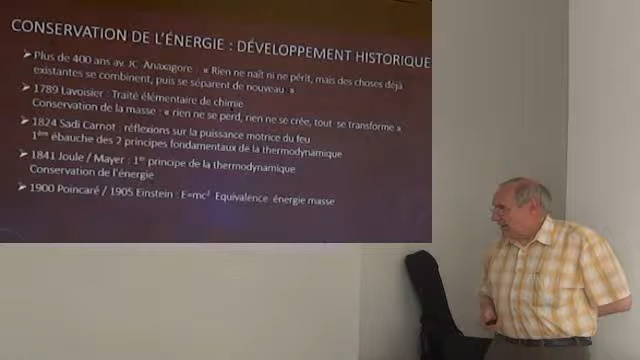 CONSERVATION DE L'ÉNERGIE : DÉVELOPPEMENT HISTORIQUE
➢ Plus de 400 ans av. JC Anaxagore : « Rien ne naît ni ne périt, mais des choses déjà
existantes se combinent, puis se séparent de nouveau »
➢ 1789 Lavoisier : Traité élémentaire de chimie
Conservation de la masse : « rien ne se perd, rien ne se crée, tout se transforme »
➢ 1824 Sadi Carnot : réflexions sur la puissance motrice du feu
1ère ébauche des 2 principes fondamentaux de la thermodynamique
➢ 1841 Joule / Mayer : 1er principe de la thermodynamique
Conservation de l'énergie
➢ 1900 Poincaré / 1905 Einstein : E=mc² Equivalence énergie masse